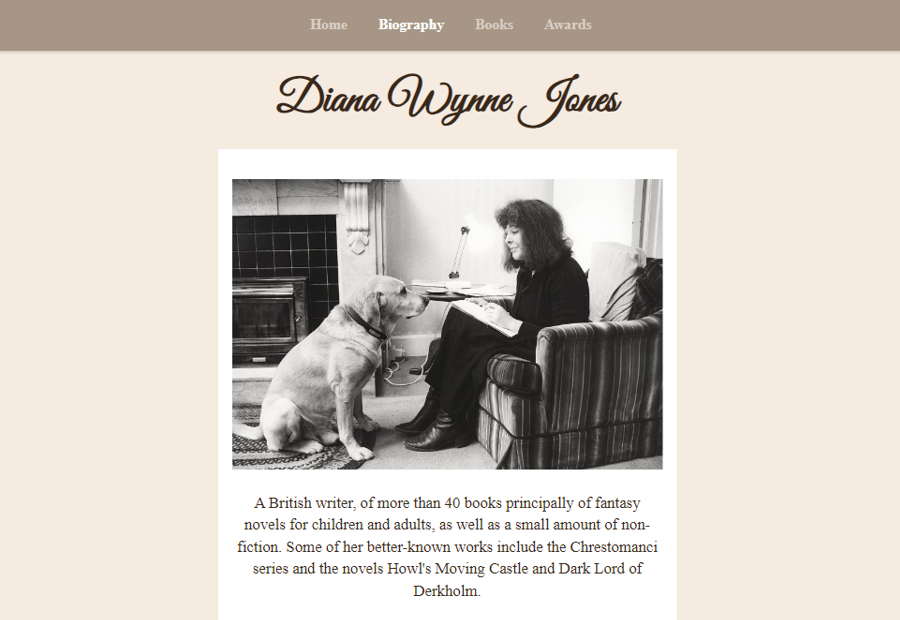 Home Biography Books Awards
Diana Wynne Jones
A British writer, of more than 40 books principally of fantasy
novels for children and adults, as well as a small amount of non-
fiction. Some of her better-known works include the Chrestomanci
series and the novels Howl's Moving Castle and Dark Lord of
Derkholm.